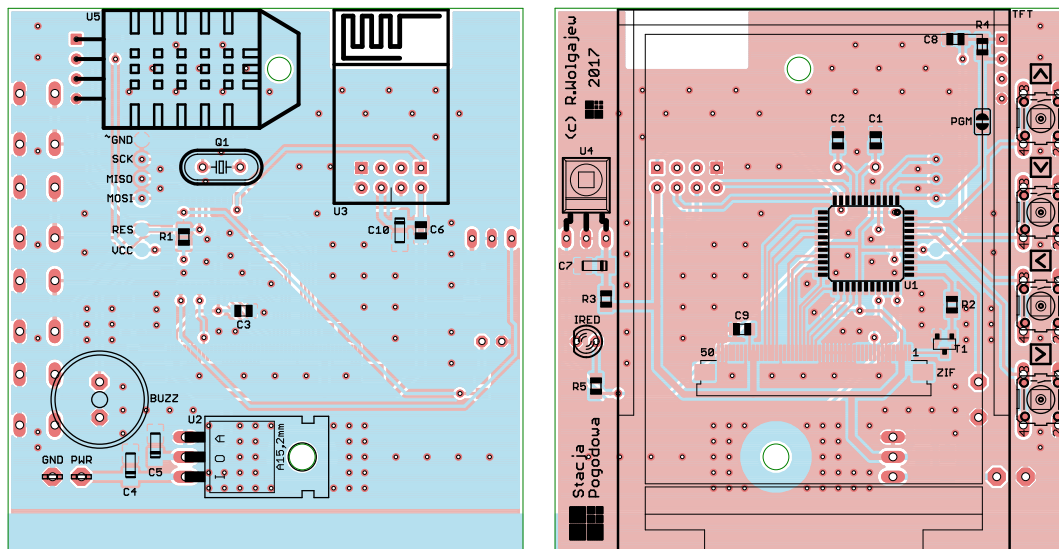 U5
~GND
SCK
MISO
MOSI
RES
VCC
Q1
R1
U3
C10
C6
C3
BUZZ
U2
I O A
A15,2mm
GND PWR
C5
C4
TFT
R4
C8
(c) R.Wolgajew
2017
PGM
C2 C1
U4
C7
R3
U1
R2
IRED
C9
T1
50
1
ZIF
R5
Stacja
Pogodowa